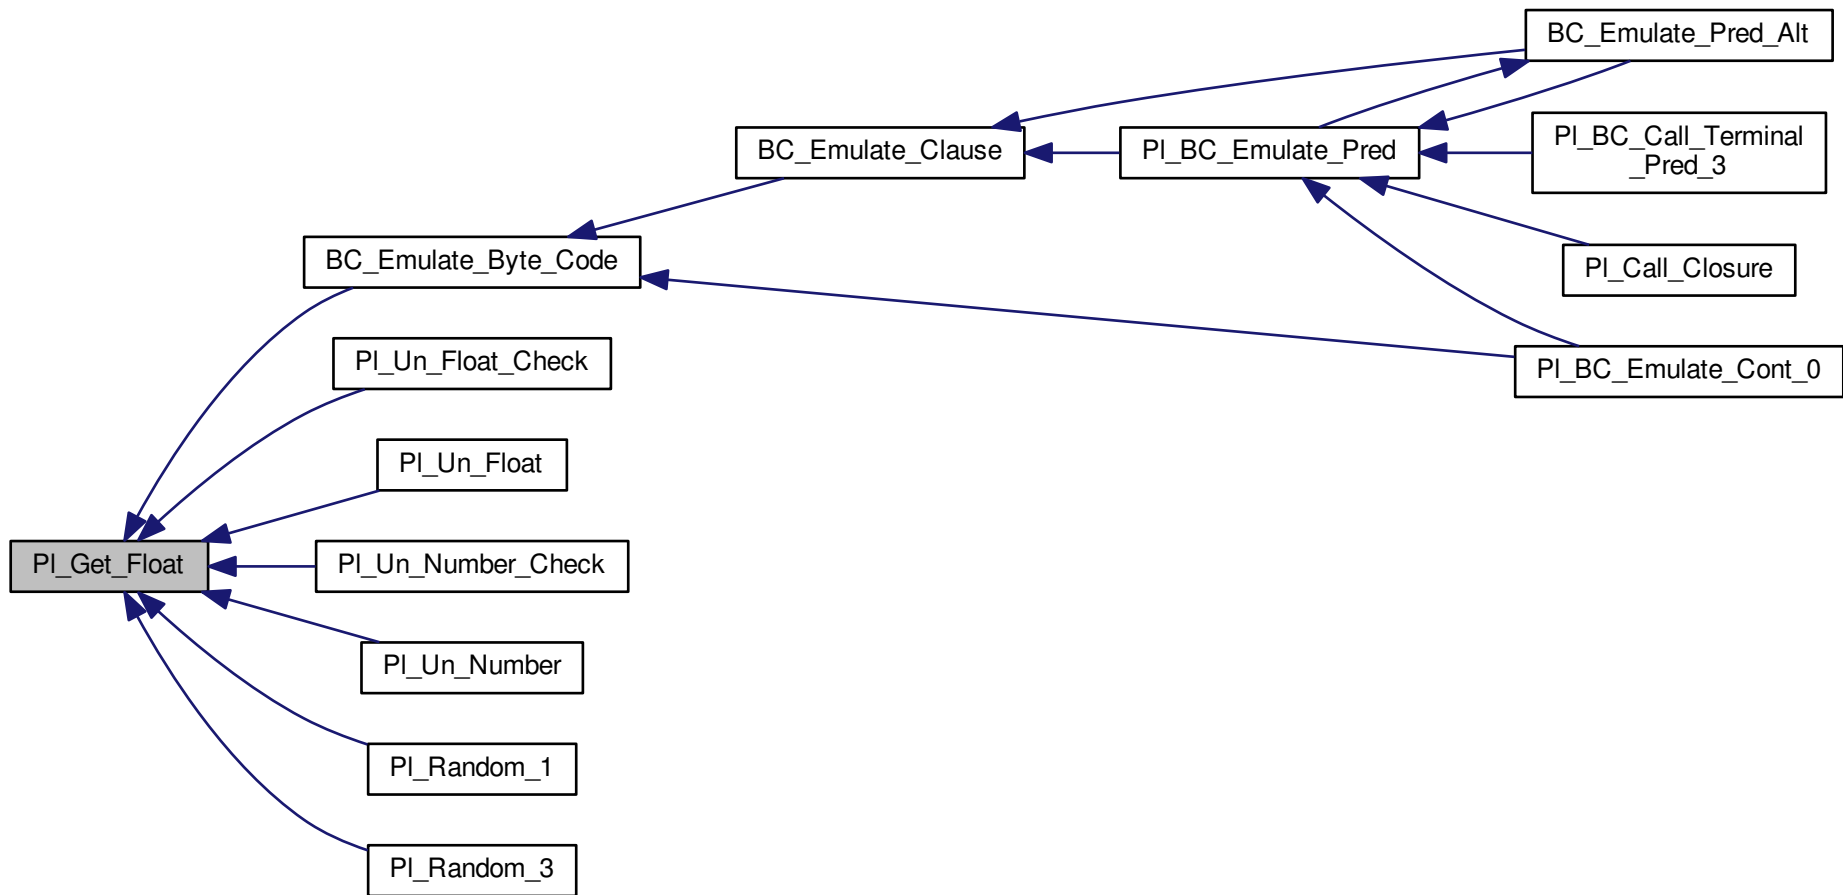 BC_Emulate_Pred_Alt
BC_Emulate_Clause
Pl_BC_Emulate_Pred
Pl_BC_Call_Terminal
_Pred_3
BC_Emulate_Byte_Code
Pl_Call_Closure
Pl_Un_Float_Check
Pl_BC_Emulate_Cont_0
Pl_Un_Float
Pl_Get_Float
Pl_Un_Number_Check
Pl_Un_Number
Pl_Random_1
Pl_Random_3